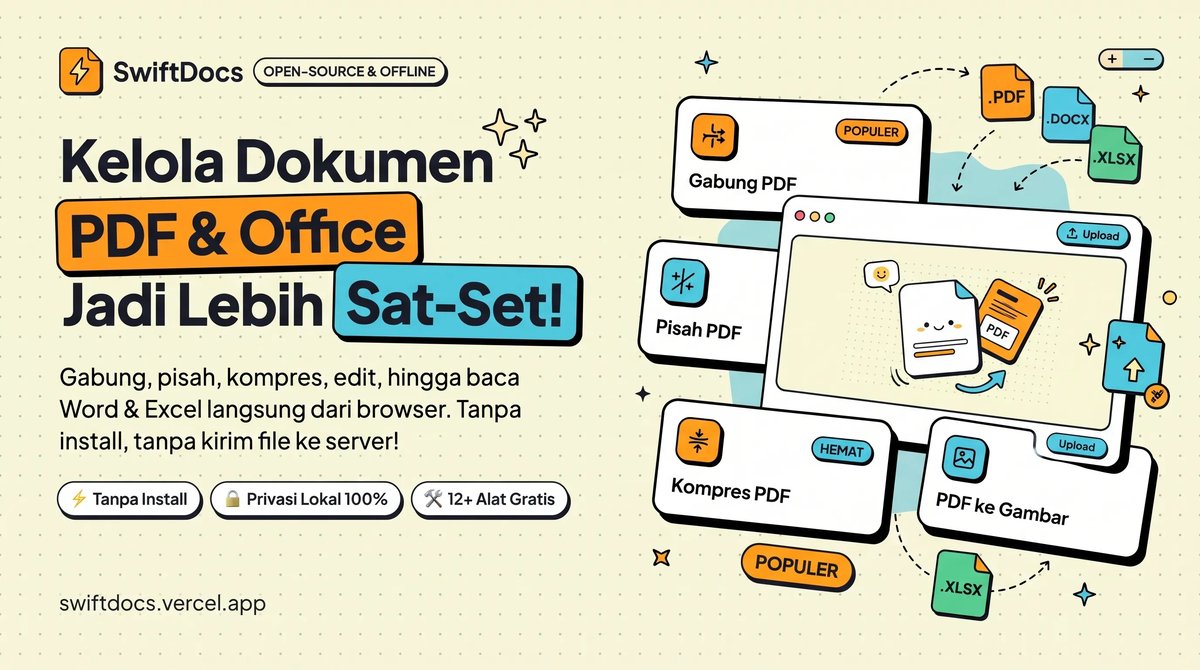 SwiftDocs
OPEN-SOURCE & OFFLINE
Kelola Dokumen
PDF & Office
Jadi Lebih Sat-Set!
Gabung, pisah, kompres, edit, hingga baca
Word & Excel langsung dari browser. Tanpa
install, tanpa kirim file ke server!
⚡ Tanpa Install
🔒 Privasi Lokal 100%
🛠️ 12+ Alat Gratis
swiftdocs.vercel.app
POPULER
Gabung PDF
Pisah PDF
HEMAT
Kompres PDF
POPULER
.PDF
.DOCX
.XLSX
Upload
PDF
Upload
PDF ke Gambar
.XLSX